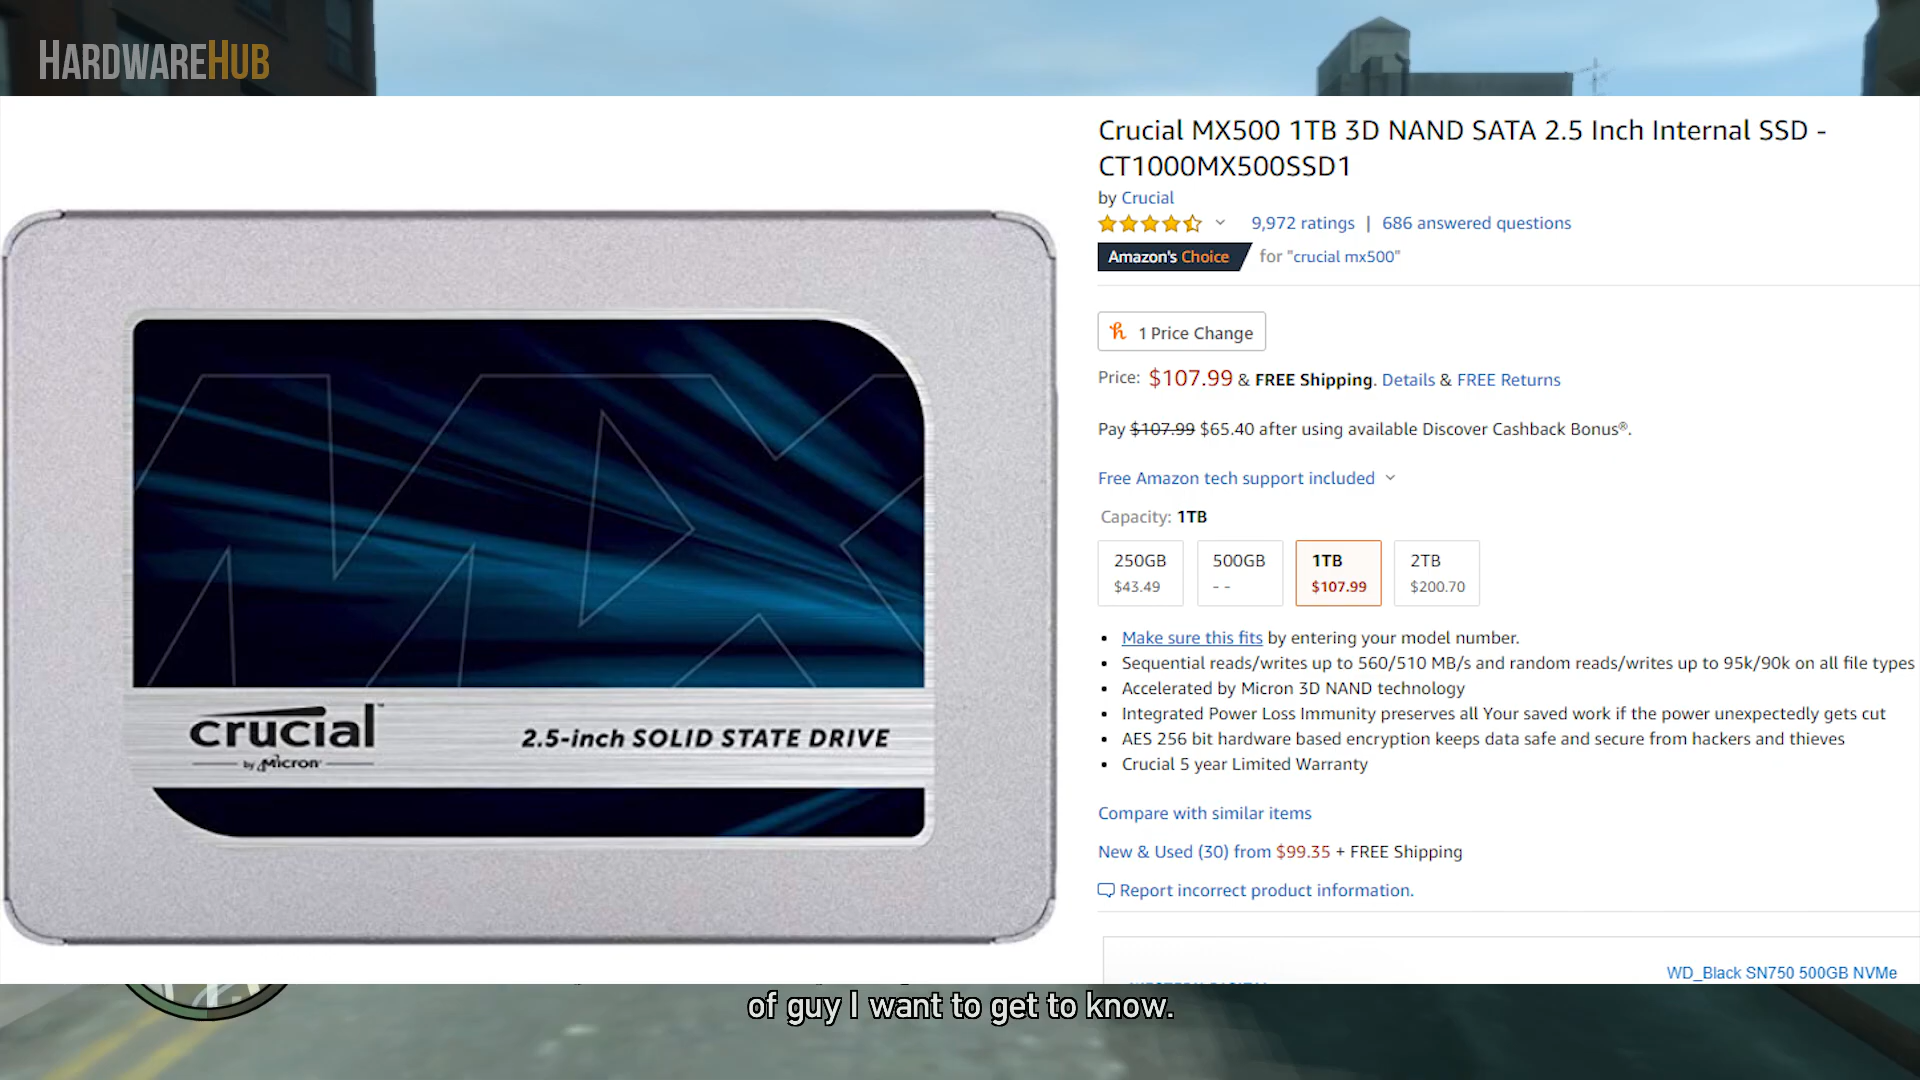 HARDWAREHUB
Crucial MX500 1TB 3D NAND SATA 2.5 Inch Internal SSD -
CT1000MX500SSD1
by Crucial
9,972 ratings | 686 answered questions
Amazon's Choice for "crucial mx500"
1 Price Change
Price: $107.99 & FREE Shipping. Details & FREE Returns
Pay $107.99 $65.40 after using available Discover Cashback Bonus®.
Free Amazon tech support included
Capacity: 1TB
250GB 500GB 1TB 2TB
$43.49 - - $107.99 $200.70
• Make sure this fits by entering your model number.
• Sequential reads/writes up to 560/510 MB/s and random reads/writes up to 95k/90k on all file types
• Accelerated by Micron 3D NAND technology
• Integrated Power Loss Immunity preserves all Your saved work if the power unexpectedly gets cut
• AES 256 bit hardware based encryption keeps data safe and secure from hackers and thieves
• Crucial 5 year Limited Warranty
Compare with similar items
New & Used (30) from $99.35 + FREE Shipping
Report incorrect product information.
WD_Black SN750 500GB NVMe
MX
crucial™
by Micron®
2.5-inch SOLID STATE DRIVE
of guy I want to get to know.